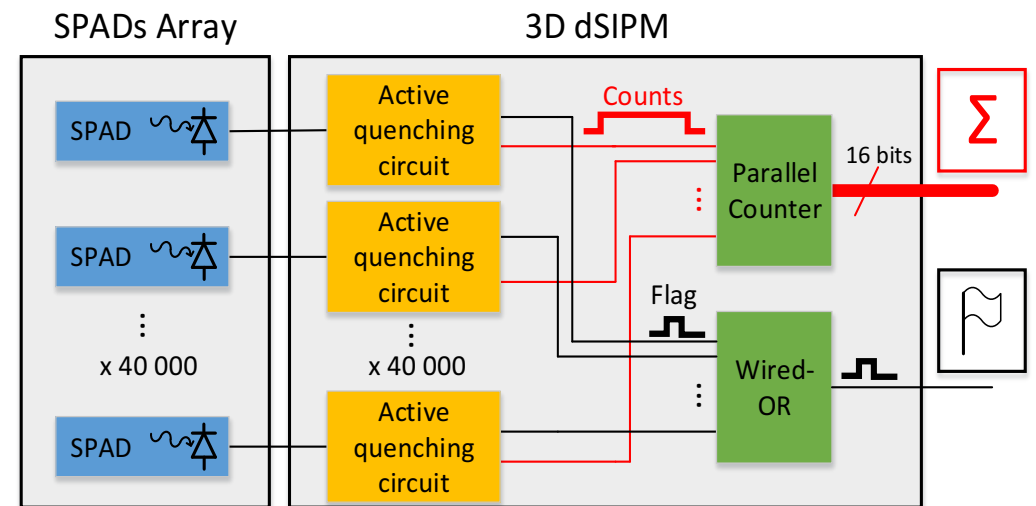 SPADs Array
3D dSIPM
SPAD
Active
quenching
circuit
Counts
Parallel
Counter
16 bits
Σ
SPAD
Active
quenching
circuit
⋮
⋮
x 40 000
⋮
x 40 000
Flag
Wired-
OR
⋮
SPAD
Active
quenching
circuit